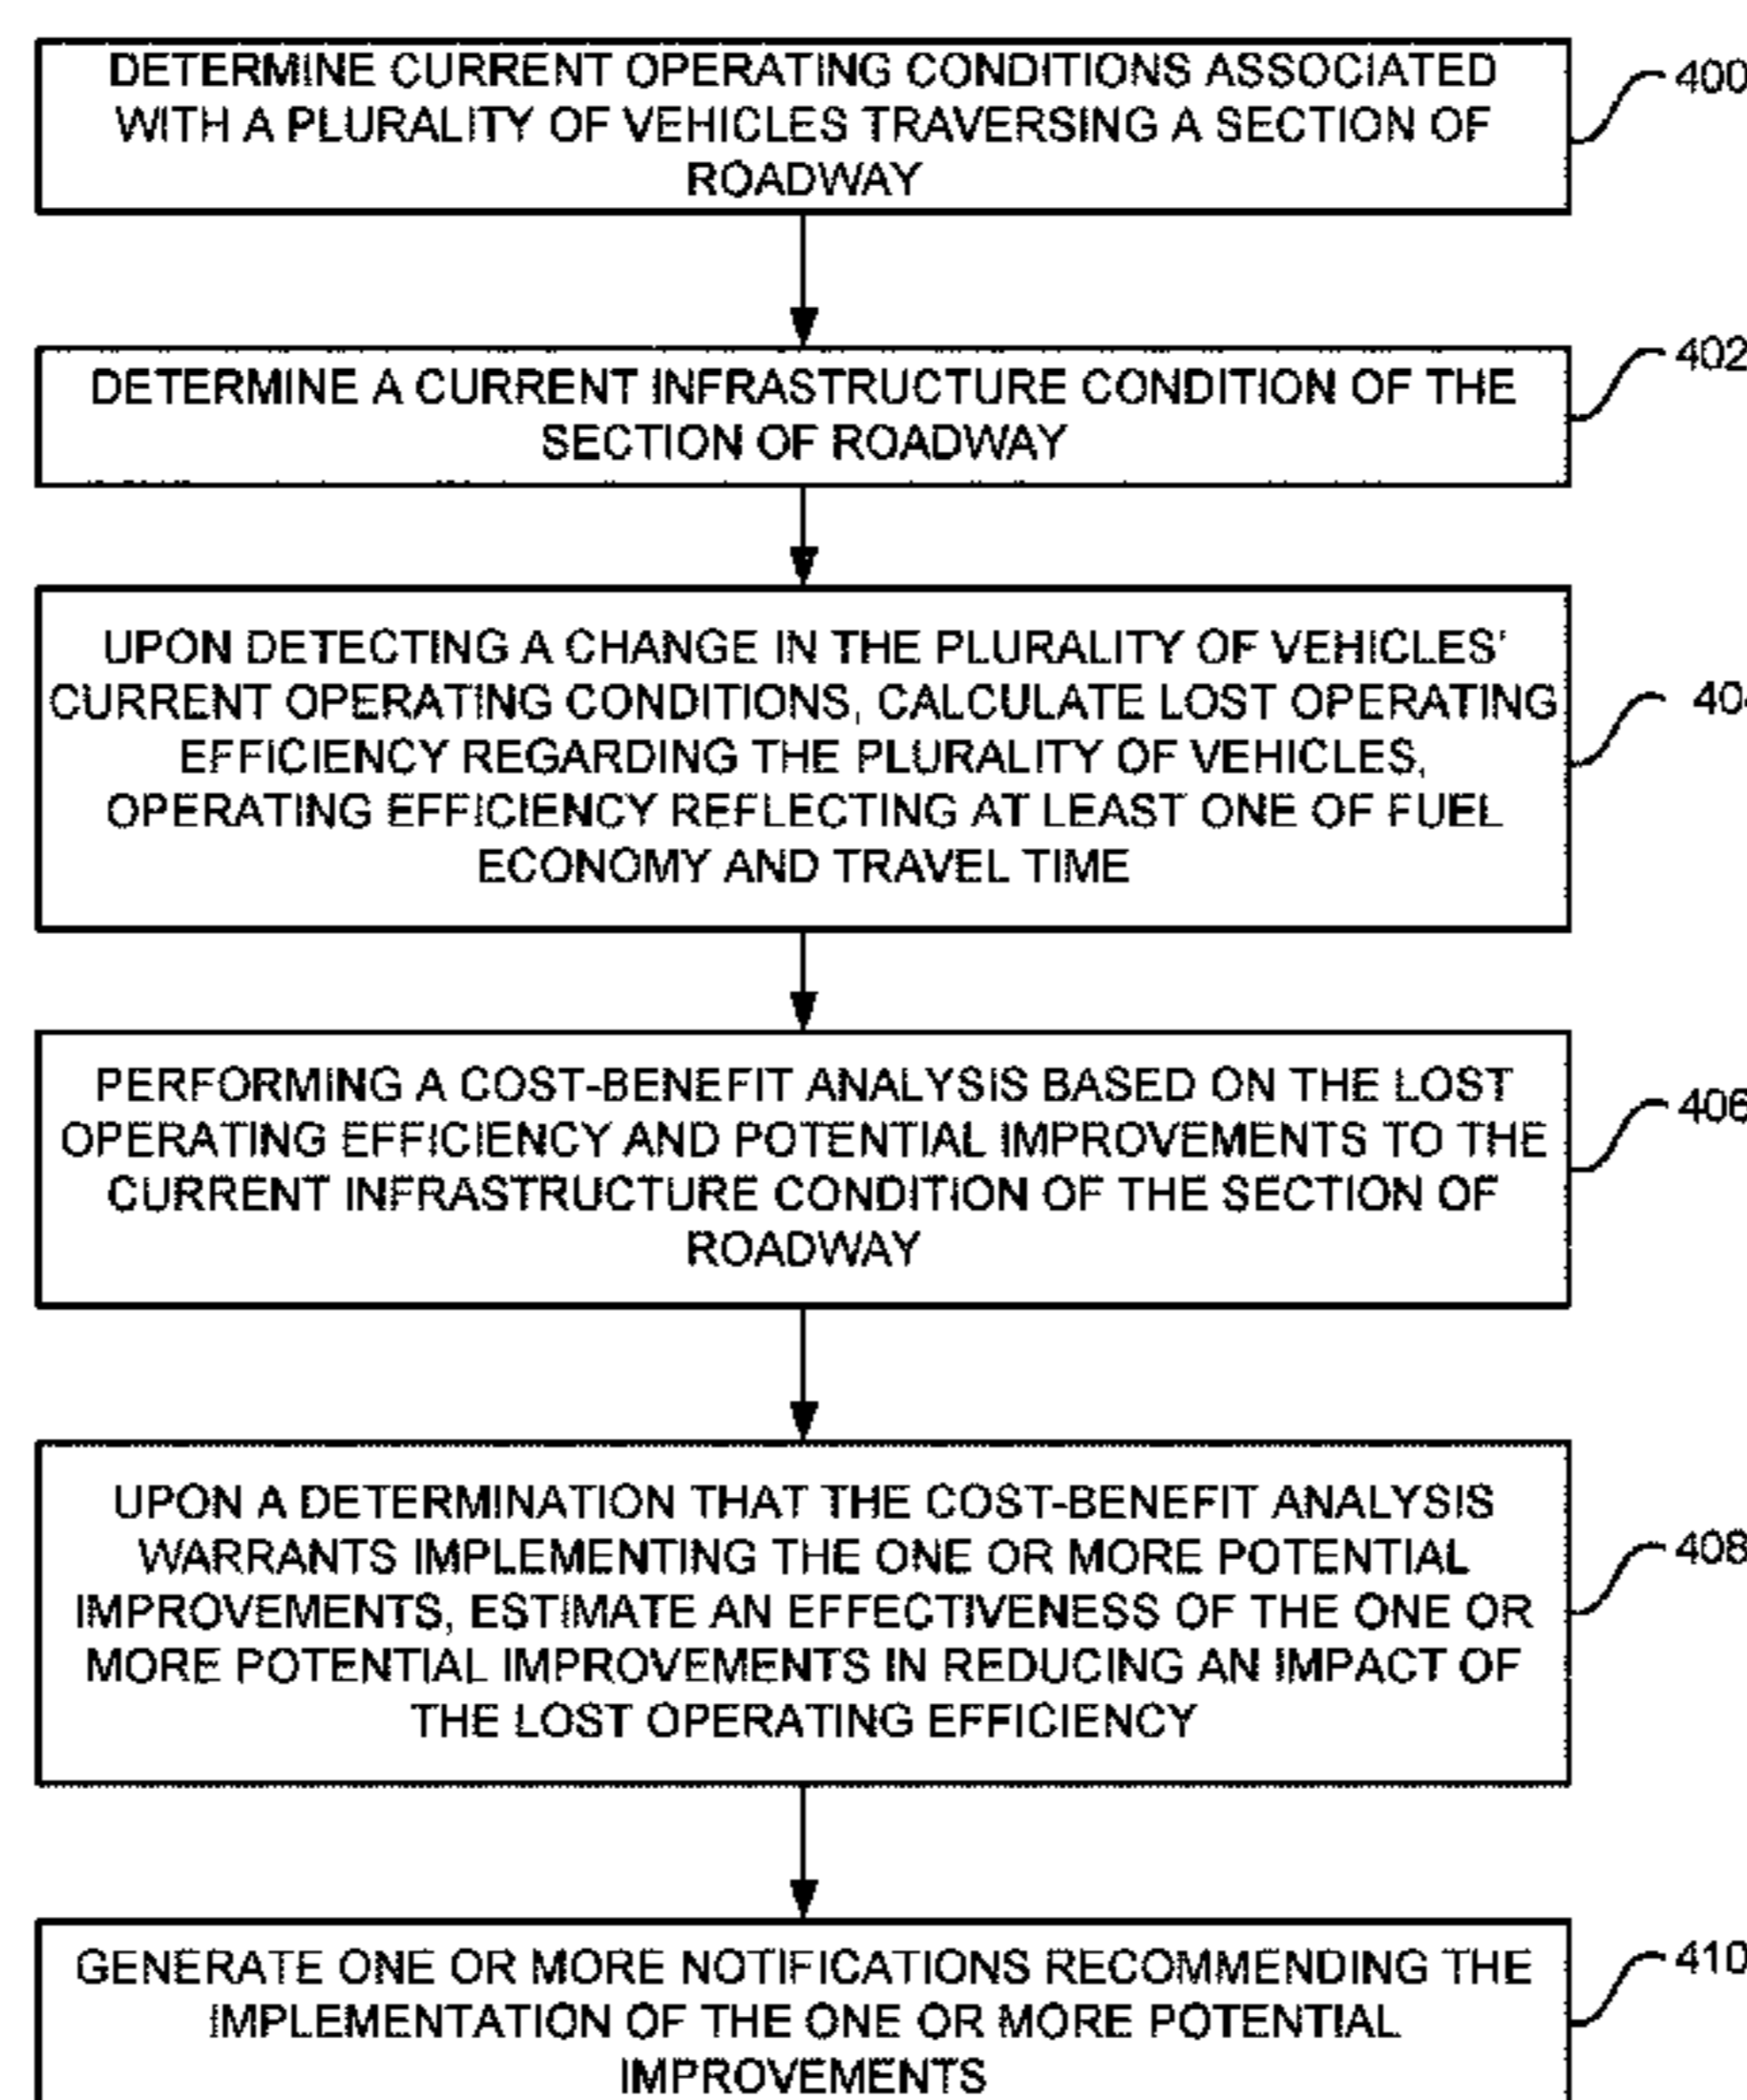 DETERMINE CURRENT OPERATING CONDITIONS ASSOCIATED
WITH A PLURALITY OF VEHICLES TRAVERSING A SECTION OF
ROADWAY
400
DETERMINE A CURRENT INFRASTRUCTURE CONDITION OF THE
SECTION OF ROADWAY
402
UPON DETECTING A CHANGE IN THE PLURALITY OF VEHICLES'
CURRENT OPERATING CONDITIONS, CALCULATE LOST OPERATING
EFFICIENCY REGARDING THE PLURALITY OF VEHICLES,
OPERATING EFFICIENCY REFLECTING AT LEAST ONE OF FUEL
ECONOMY AND TRAVEL TIME
PERFORMING A COST-BENEFIT ANALYSIS BASED ON THE LOST
OPERATING EFFICIENCY AND POTENTIAL IMPROVEMENTS TO THE
CURRENT INFRASTRUCTURE CONDITION OF THE SECTION OF
ROADWAY
406
UPON A DETERMINATION THAT THE COST-BENEFIT ANALYSIS
WARRANTS IMPLEMENTING THE ONE OR MORE POTENTIAL
IMPROVEMENTS, ESTIMATE AN EFFECTIVENESS OF THE ONE OR
MORE POTENTIAL IMPROVEMENTS IN REDUCING AN IMPACT OF
THE LOST OPERATING EFFICIENCY
408
GENERATE ONE OR MORE NOTIFICATIONS RECOMMENDING THE
IMPLEMENTATION OF THE ONE OR MORE POTENTIAL
IMPROVEMENTS
410